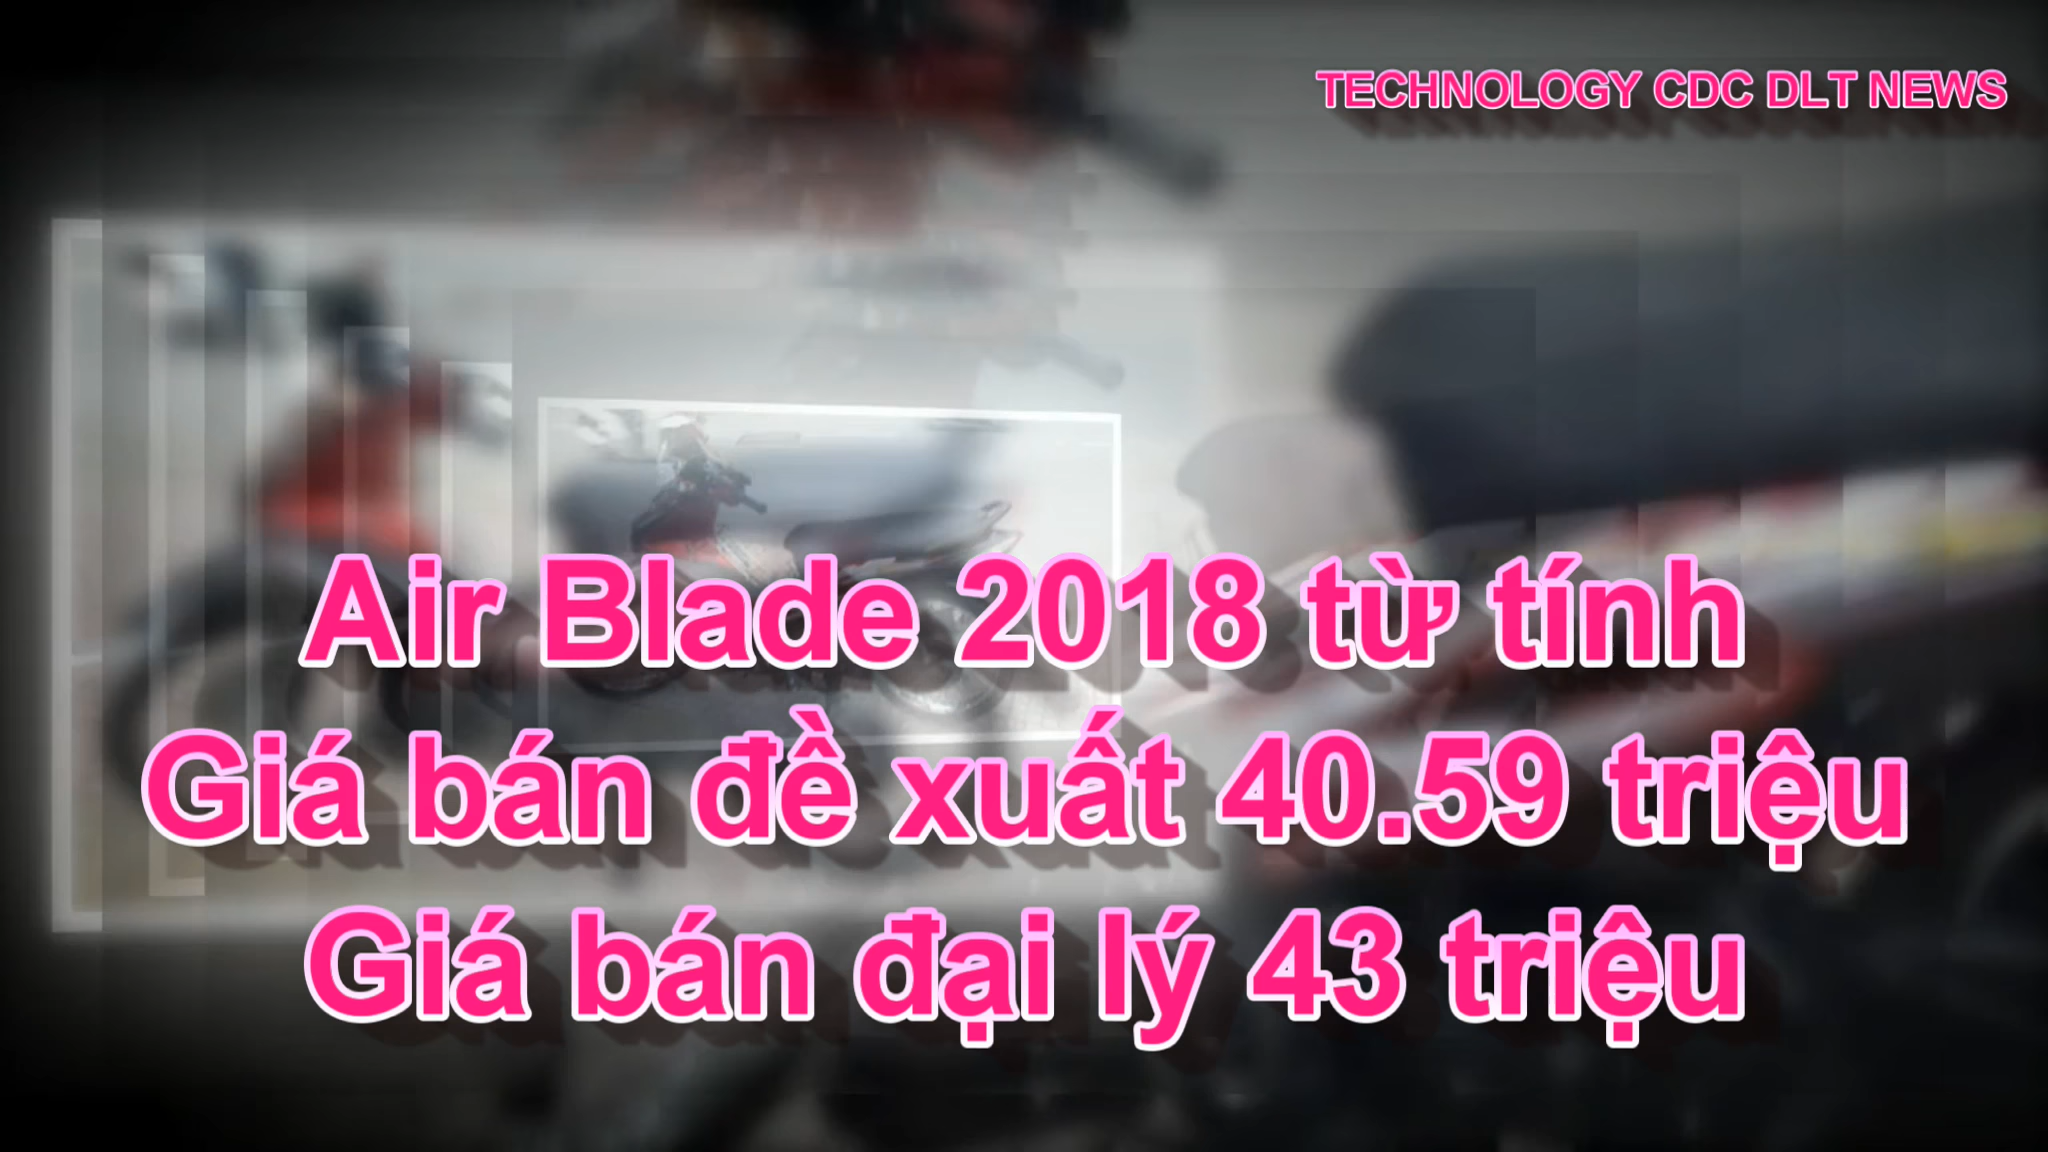 TECHNOLOGY CDC DLT NEWS
Air Blade 2018 từ tính
Giá bán đề xuất 40.59 triệu
Giá bán đại lý 43 triệu